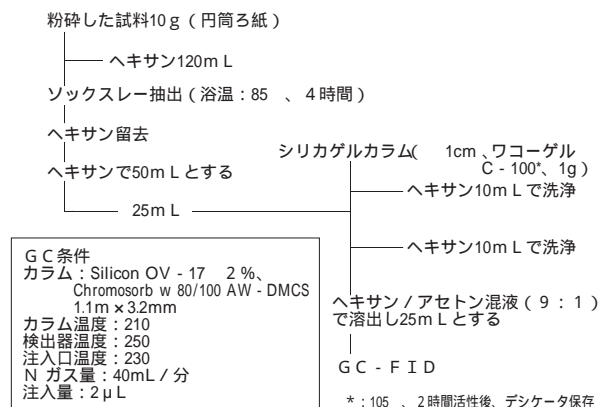 粉砕した試料10ｇ（円筒ろ紙）
ヘキサン120ｍＬ
ソックスレー抽出（浴温：85　、４時間）
ヘキサン留去
ヘキサンで50ｍＬとする
25ｍＬ
シリカゲルカラム(　　1cm、ワコーゲル
C - 100*、1g）
ヘキサン10ｍＬで洗浄
ヘキサン10ｍＬで洗浄
ヘキサン／アセトン混液（９：１）
で溶出し25ｍＬとする
ＧＣ - ＦＩＤ
*：105　、２時間活性後、デシケータ保存
ＧＣ条件
カラム：Silicon OV - 17　２％、
Chromosorb w 80/100 AW - DMCS
1.1m × 3.2mm
カラム温度：210
検出器温度：250
注入口温度：230
Ｎ ガス量：40mL／分
注入量：2μL